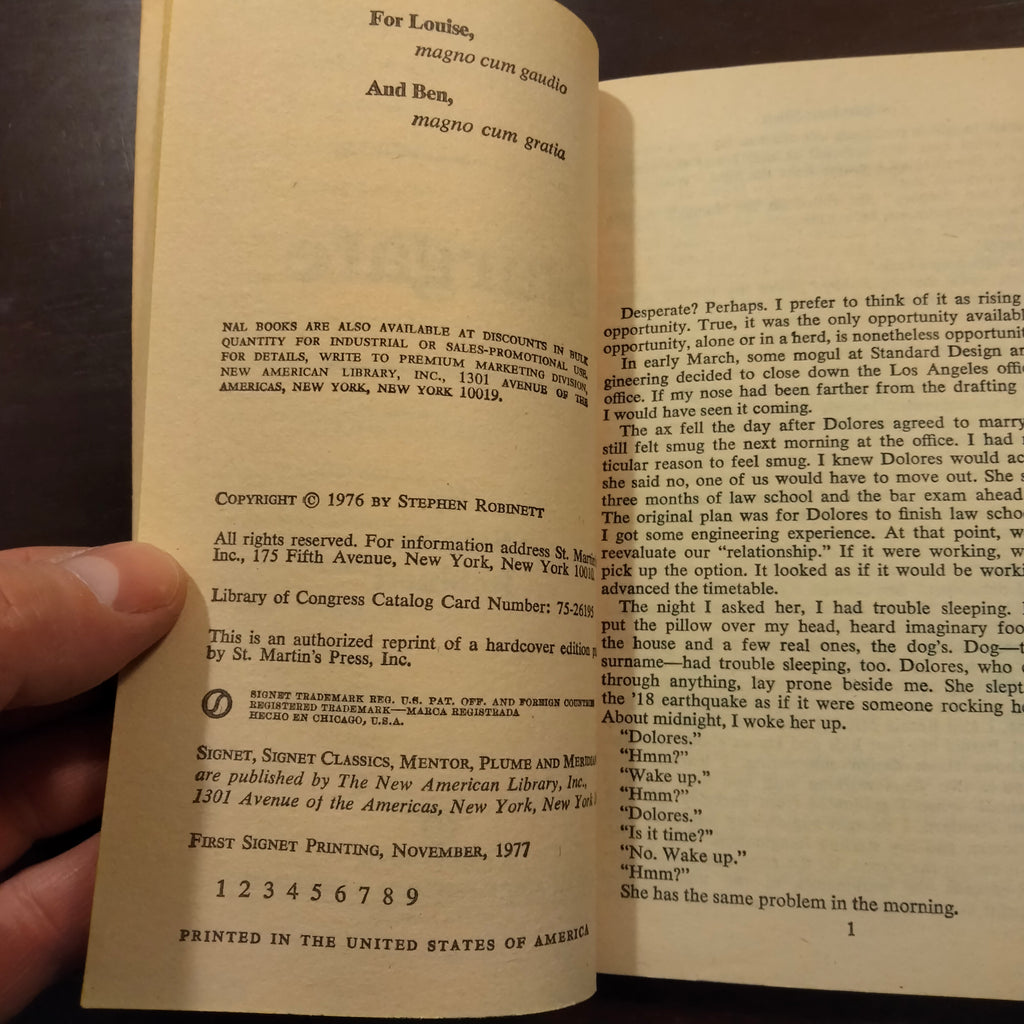 For Louise,
magno cum gaudio
And Ben,
magno cum gratia
NAL BOOKS ARE ALSO AVAILABLE AT DISCOUNTS IN BULK
QUANTITY FOR INDUSTRIAL OR SALES-PROMOTIONAL USE.
FOR DETAILS, WRITE TO PREMIUM MARKETING DIVISION,
NEW AMERICAN LIBRARY, INC., 1301 AVENUE OF THE
AMERICAS, NEW YORK, NEW YORK 10019.
COPYRIGHT © 1976 BY STEPHEN ROBINETT
All rights reserved. For information address St.
Inc., 175 Fifth Avenue, New York, New York
Library of Congress Catalog Card Number:
This is an authorized reprint of a hardcover edition
by St. Martin's Press, Inc.
SIGNET TRADEMARK REG. U.S. PAT. OFF. AND FOREIGN
REGISTERED TRADEMARK—MARCA REGISTRADA
HECHO EN CHICAGO, U.S.A.
SIGNET, SIGNET CLASSICS, MENTOR, PLUME AND
are published by The New American Library, Inc.,
1301 Avenue of the Americas, New York, New York
FIRST SIGNET PRINTING, NOVEMBER, 1977
1 2 3 4 5 6 7 8 9
PRINTED IN THE UNITED STATES OF AMERICA
Desperate? Perhaps. I prefer to think of it as rising
opportunity. True, it was the only opportunity
opportunity, alone or in a herd, is nonetheless
In early March, some mogul at Standard Design
gineering decided to close down the Los Angeles
office. If my nose had been farther from the drafting
I would have seen it coming.
The ax fell the day after Dolores agreed to marry
still felt smug the next morning at the office. I had
ticular reason to feel smug. I knew Dolores would
she said no, one of us would have to move out. She
three months of law school and the bar exam ahead
The original plan was for Dolores to finish law
I got some engineering experience. At that point,
reevaluate our “relationship.” If it were working,
pick up the option. It looked as if it would be
advanced the timetable.
The night I asked her, I had trouble sleeping.
put the pillow over my head, heard imaginary
the house and a few real ones, the dog's. Dog—
surname—had trouble sleeping, too. Dolores, who
through anything, lay prone beside me. She slept
the '18 earthquake as if it were someone rocking
About midnight, I woke her up.
“Dolores.”
“Hmm?”
“Wake up.”
“Hmm?”
“Dolores.”
“Is it time?”
“No. Wake up.”
“Hmm?”
She has the same problem in the morning.
1